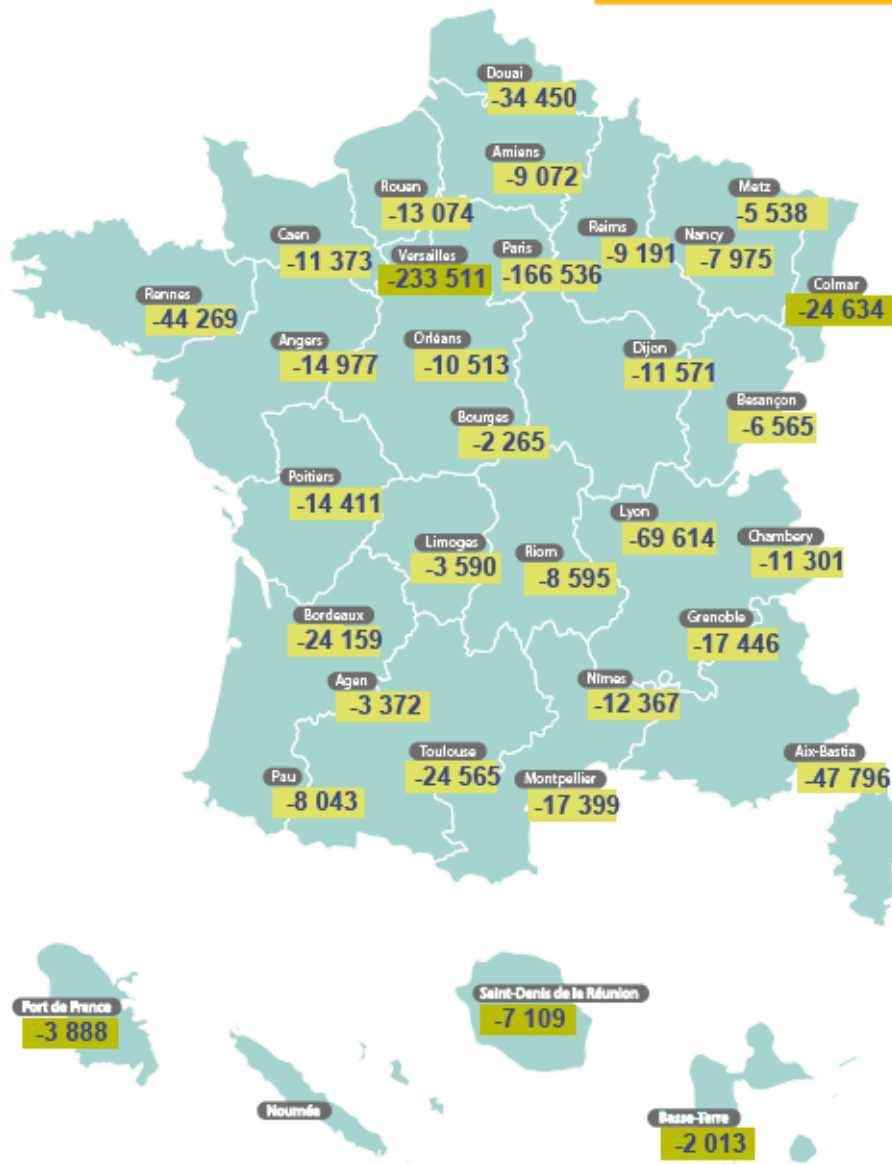 Douai
-34 450
Amiens
-9 072
Rouen
-13 074
Metz
-5 538
Caen
-11 373
Versailles
-233 511
Paris
-166 536
Reims
-9 191
Nancy
-7 975
Colmar
-24 634
Rennes
-44 269
Angers
-14 977
Orléans
-10 513
Dijon
-11 571
Besançon
-6 565
Bourges
-2 265
Poitiers
-14 411
Limoges
-3 590
Riom
-8 595
Lyon
-69 614
Chambery
-11 301
Bordeaux
-24 159
Grenoble
-17 446
Agen
-3 372
Nîmes
-12 367
Pau
-8 043
Toulouse
-24 565
Montpellier
-17 399
Aix-Bastia
-47 796
Fort de France
-3 888
Saint-Denis de la Réunion
-7 109
Nouméa
Basse-Terre
-2 013